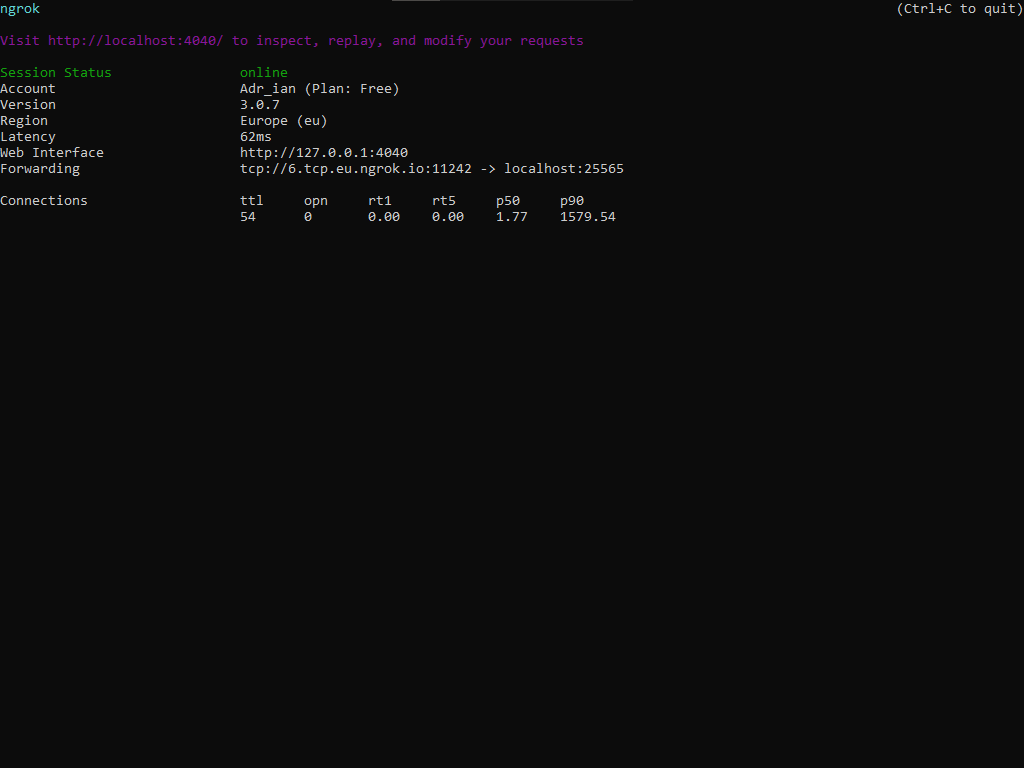 ngrok (Ctrl+C to quit)
Visit http://localhost:4040/ to inspect, replay, and modify your requests
Session Status online
Account Adr_ian (Plan: Free)
Version 3.0.7
Region Europe (eu)
Latency 62ms
Web Interface http://127.0.0.1:4040
Forwarding tcp://6.tcp.eu.ngrok.io:11242 -> localhost:25565
Connections ttl opn rt1 rt5 p50 p90
54 0 0.00 0.00 1.77 1579.54